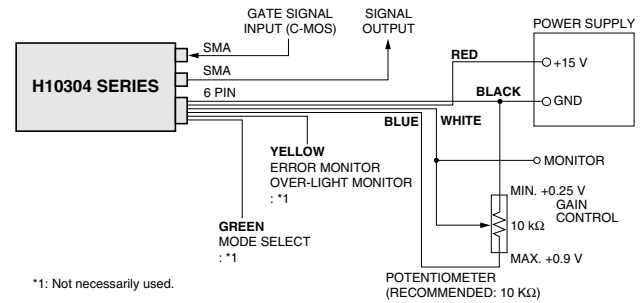 GATE SIGNAL
INPUT (C-MOS)
SIGNAL
OUTPUT
POWER SUPPLY
H10304 SERIES
SMA
SMA
6 PIN
RED
+15 V
BLACK
GND
BLUE
WHITE
YELLOW
ERROR MONITOR
OVER-LIGHT MONITOR
: *1
MONITOR
MIN. +0.25 V
GAIN
CONTROL
10 kΩ
GREEN
MODE SELECT
: *1
MAX. +0.9 V
POTENTIOMETER
(RECOMMENDED: 10 KΩ)
*1: Not necessarily used.